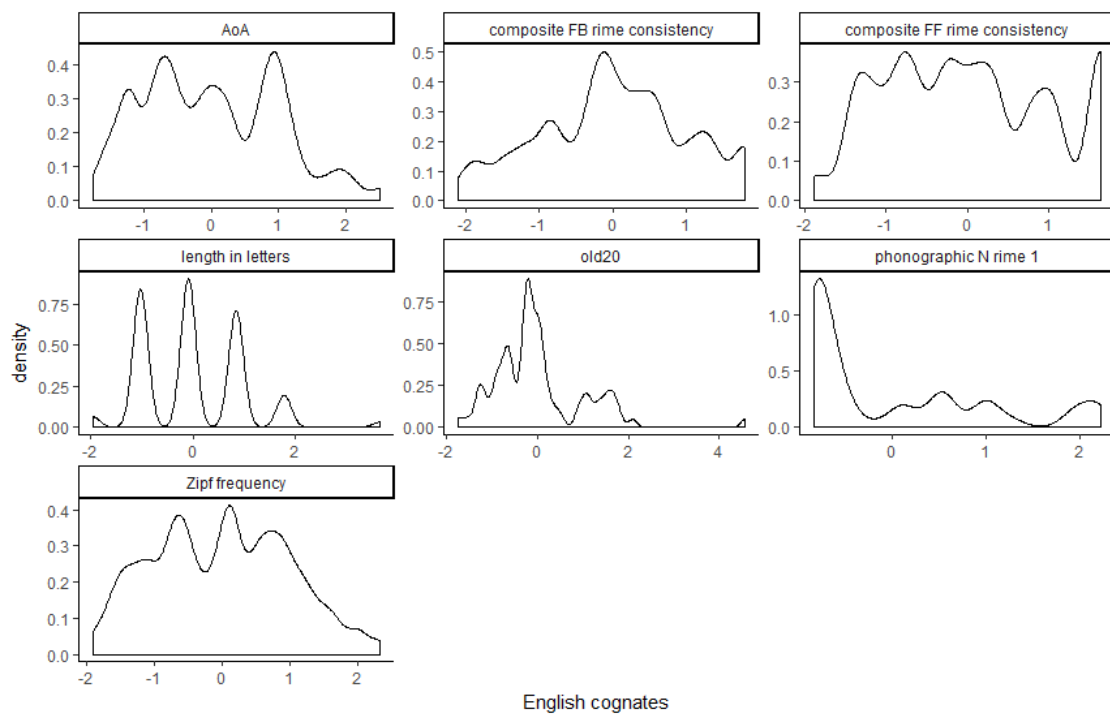 AoA
composite FB rime consistency
composite FF rime consistency
0.4
0.3
0.2
0.1
0.0
-1 0 1 2
0.5
0.4
0.3
0.2
0.1
0.0
-2 -1 0 1
0.3
0.2
0.1
0.0
-2 -1 0 1
length in letters
old20
phonographic N rime 1
density
0.75
0.50
0.25
0.00
-2 0 2
0.75
0.50
0.25
0.00
-2 0 2 4
1.0
0.5
0.0
0 1 2
Zipf frequency
0.4
0.3
0.2
0.1
0.0
-2 -1 0 1 2
English cognates